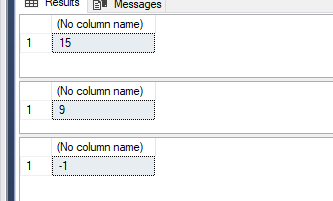 Results Messages
(No column name)
1 15
(No column name)
1 9
(No column name)
1 -1